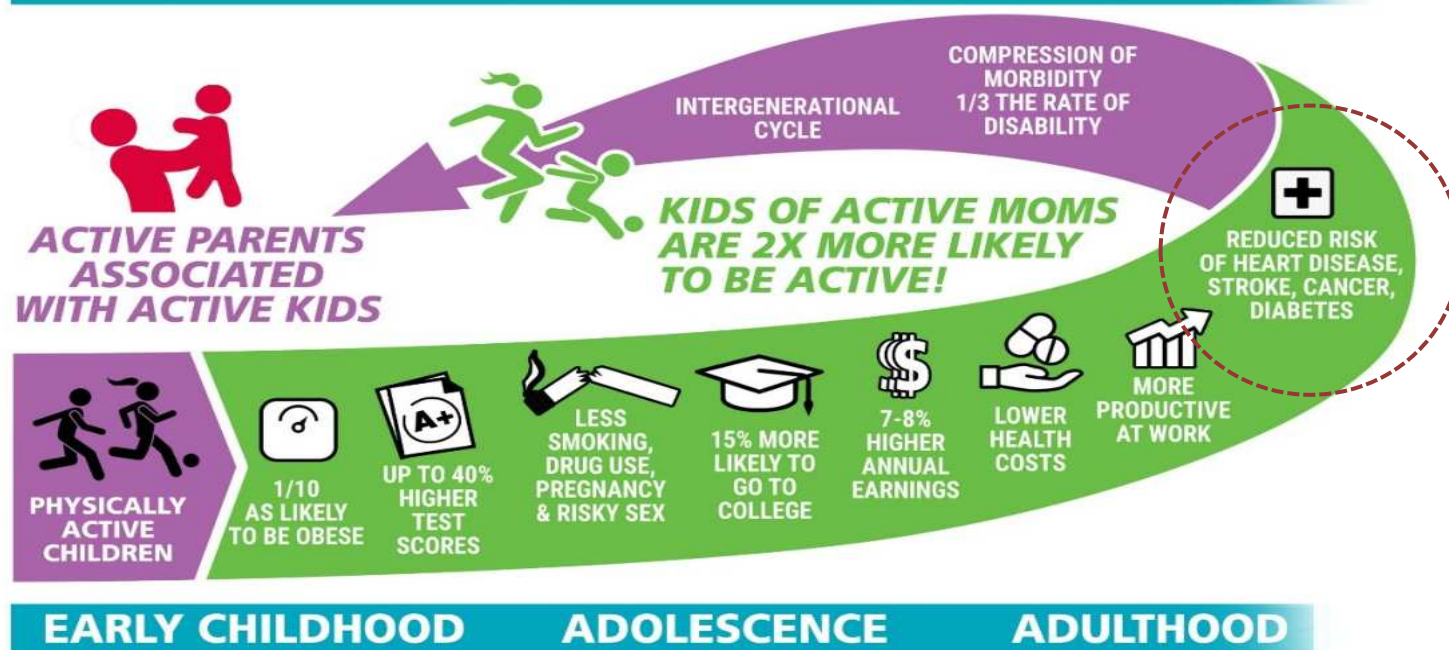 COMPRESSION OF
MORBIDITY
1/3 THE RATE OF
DISABILITY
INTERGENERATIONAL
CYCLE
ACTIVE PARENTS
ASSOCIATED
WITH ACTIVE KIDS
KIDS OF ACTIVE MOMS
ARE 2X MORE LIKELY
TO BE ACTIVE!
REDUCED RISK
OF HEART DISEASE,
STROKE, CANCER,
DIABETES
PHYSICALLY
ACTIVE
CHILDREN
1/10
AS LIKELY
TO BE OBESE
A+
UP TO 40%
HIGHER
TEST
SCORES
LESS
SMOKING,
DRUG USE,
PREGNANCY
& RISKY SEX
15% MORE
LIKELY TO
GO TO
COLLEGE
$
7-8%
HIGHER
ANNUAL
EARNINGS
LOWER
HEALTH
COSTS
MORE
PRODUCTIVE
AT WORK
EARLY CHILDHOOD
ADOLESCENCE
ADULTHOOD